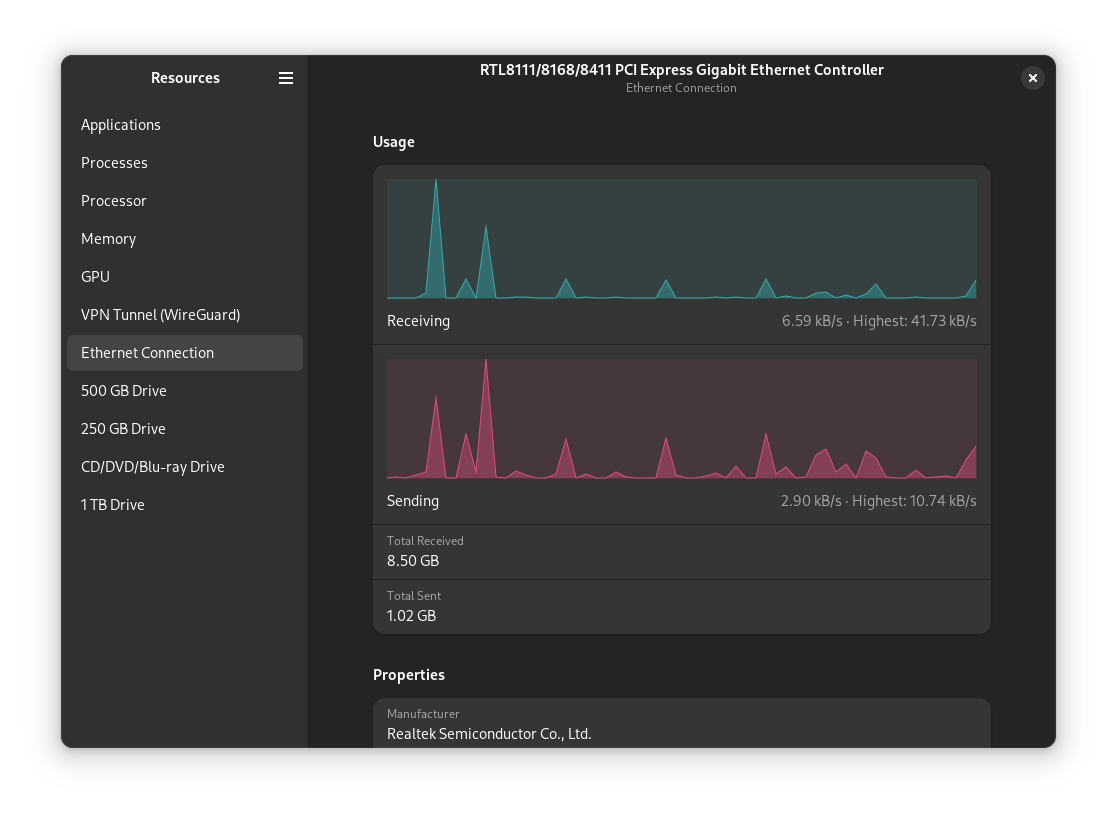 Resources
Applications
Processes
Processor
Memory
GPU
VPN Tunnel (WireGuard)
Ethernet Connection
500 GB Drive
250 GB Drive
CD/DVD/Blu-ray Drive
1 TB Drive
RTL8111/8168/8411 PCI Express Gigabit Ethernet Controller
Ethernet Connection
Usage
Receiving 6.59 kB/s · Highest: 41.73 kB/s
Sending 2.90 kB/s · Highest: 10.74 kB/s
Total Received
8.50 GB
Total Sent
1.02 GB
Properties
Manufacturer
Realtek Semiconductor Co., Ltd.